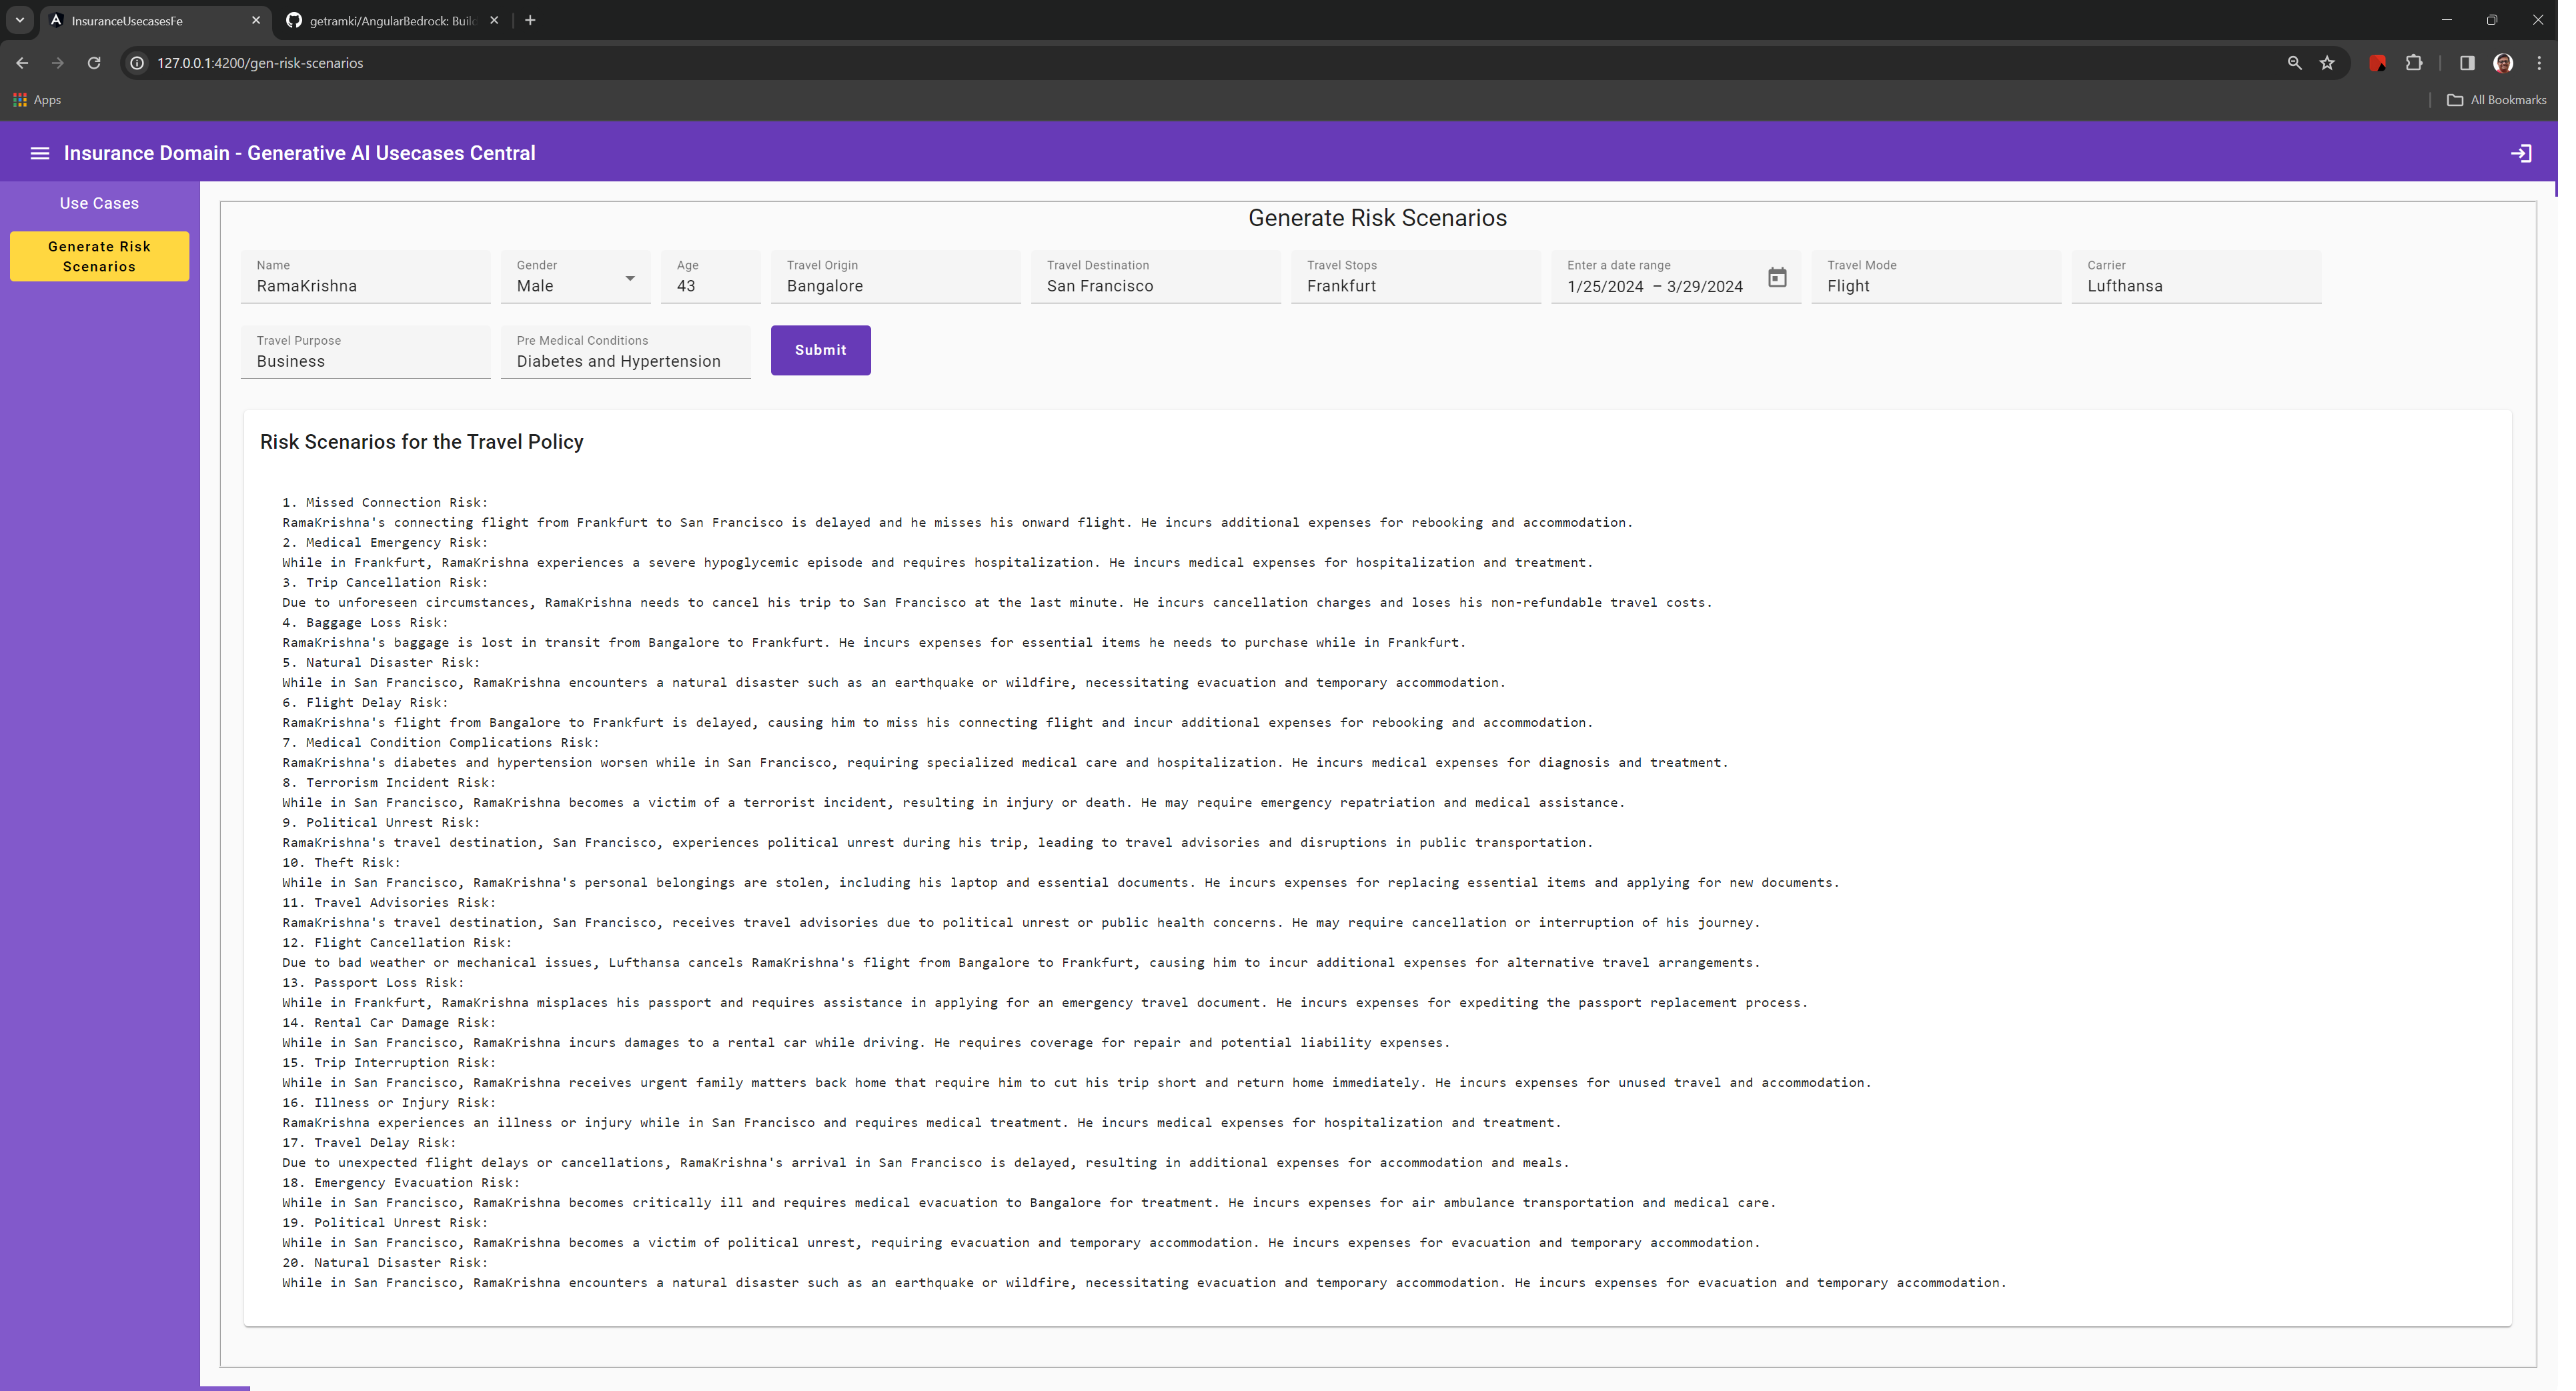 InsuranceUsecasesFe
getramki/AngularBedrock: Build
127.0.0.1:4200/gen-risk-scenarios
Apps
All Bookmarks
Insurance Domain - Generative AI Usecases Central
Use Cases
Generate Risk
Scenarios
Generate Risk Scenarios
Name
RamaKrishna
Gender
Male
Age
43
Travel Origin
Bangalore
Travel Destination
San Francisco
Travel Stops
Frankfurt
Enter a date range
1/25/2024 – 3/29/2024
Travel Mode
Flight
Carrier
Lufthansa
Travel Purpose
Business
Pre Medical Conditions
Diabetes and Hypertension
Submit
Risk Scenarios for the Travel Policy
1. Missed Connection Risk:
RamaKrishna's connecting flight from Frankfurt to San Francisco is delayed and he misses his onward flight. He incurs additional expenses for rebooking and accommodation.
2. Medical Emergency Risk:
While in Frankfurt, RamaKrishna experiences a severe hypoglycemic episode and requires hospitalization. He incurs medical expenses for hospitalization and treatment.
3. Trip Cancellation Risk:
Due to unforeseen circumstances, RamaKrishna needs to cancel his trip to San Francisco at the last minute. He incurs cancellation charges and loses his non-refundable travel costs.
4. Baggage Loss Risk:
RamaKrishna's baggage is lost in transit from Bangalore to Frankfurt. He incurs expenses for essential items he needs to purchase while in Frankfurt.
5. Natural Disaster Risk:
While in San Francisco, RamaKrishna encounters a natural disaster such as an earthquake or wildfire, necessitating evacuation and temporary accommodation.
6. Flight Delay Risk:
RamaKrishna's flight from Bangalore to Frankfurt is delayed, causing him to miss his connecting flight and incur additional expenses for rebooking and accommodation.
7. Medical Condition Complications Risk:
RamaKrishna's diabetes and hypertension worsen while in San Francisco, requiring specialized medical care and hospitalization. He incurs medical expenses for diagnosis and treatment.
8. Terrorism Incident Risk:
While in San Francisco, RamaKrishna becomes a victim of a terrorist incident, resulting in injury or death. He may require emergency repatriation and medical assistance.
9. Political Unrest Risk:
RamaKrishna's travel destination, San Francisco, experiences political unrest during his trip, leading to travel advisories and disruptions in public transportation.
10. Theft Risk:
While in San Francisco, RamaKrishna's personal belongings are stolen, including his laptop and essential documents. He incurs expenses for replacing essential items and applying for new documents.
11. Travel Advisories Risk:
RamaKrishna's travel destination, San Francisco, receives travel advisories due to political unrest or public health concerns. He may require cancellation or interruption of his journey.
12. Flight Cancellation Risk:
Due to bad weather or mechanical issues, Lufthansa cancels RamaKrishna's flight from Bangalore to Frankfurt, causing him to incur additional expenses for alternative travel arrangements.
13. Passport Loss Risk:
While in Frankfurt, RamaKrishna misplaces his passport and requires assistance in applying for an emergency travel document. He incurs expenses for expediting the passport replacement process.
14. Rental Car Damage Risk:
While in San Francisco, RamaKrishna incurs damages to a rental car while driving. He requires coverage for repair and potential liability expenses.
15. Trip Interruption Risk:
While in San Francisco, RamaKrishna receives urgent family matters back home that require him to cut his trip short and return home immediately. He incurs expenses for unused travel and accommodation.
16. Illness or Injury Risk:
RamaKrishna experiences an illness or injury while in San Francisco and requires medical treatment. He incurs medical expenses for hospitalization and treatment.
17. Travel Delay Risk:
Due to unexpected flight delays or cancellations, RamaKrishna's arrival in San Francisco is delayed, resulting in additional expenses for accommodation and meals.
18. Emergency Evacuation Risk:
While in San Francisco, RamaKrishna becomes critically ill and requires medical evacuation to Bangalore for treatment. He incurs expenses for air ambulance transportation and medical care.
19. Political Unrest Risk:
While in San Francisco, RamaKrishna becomes a victim of political unrest, requiring evacuation and temporary accommodation. He incurs expenses for evacuation and temporary accommodation.
20. Natural Disaster Risk:
While in San Francisco, RamaKrishna encounters a natural disaster such as an earthquake or wildfire, necessitating evacuation and temporary accommodation. He incurs expenses for evacuation and temporary accommodation.